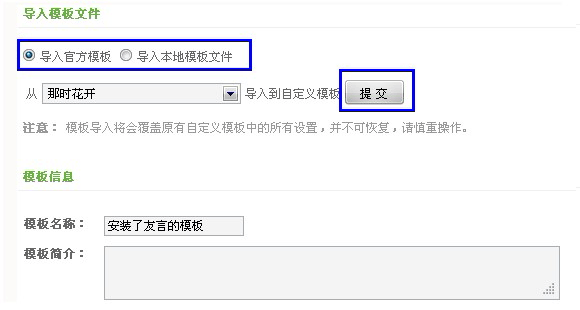 导入模板文件
导入官方模板 导入本地模板文件
从 那时花开 导入到自定义模板 提 交
注意： 模板导入将会覆盖原有自定义模板中的所有设置，并不可恢复，请慎重操作。
模板信息
模板名称： 安装了友言的模板
模板简介：